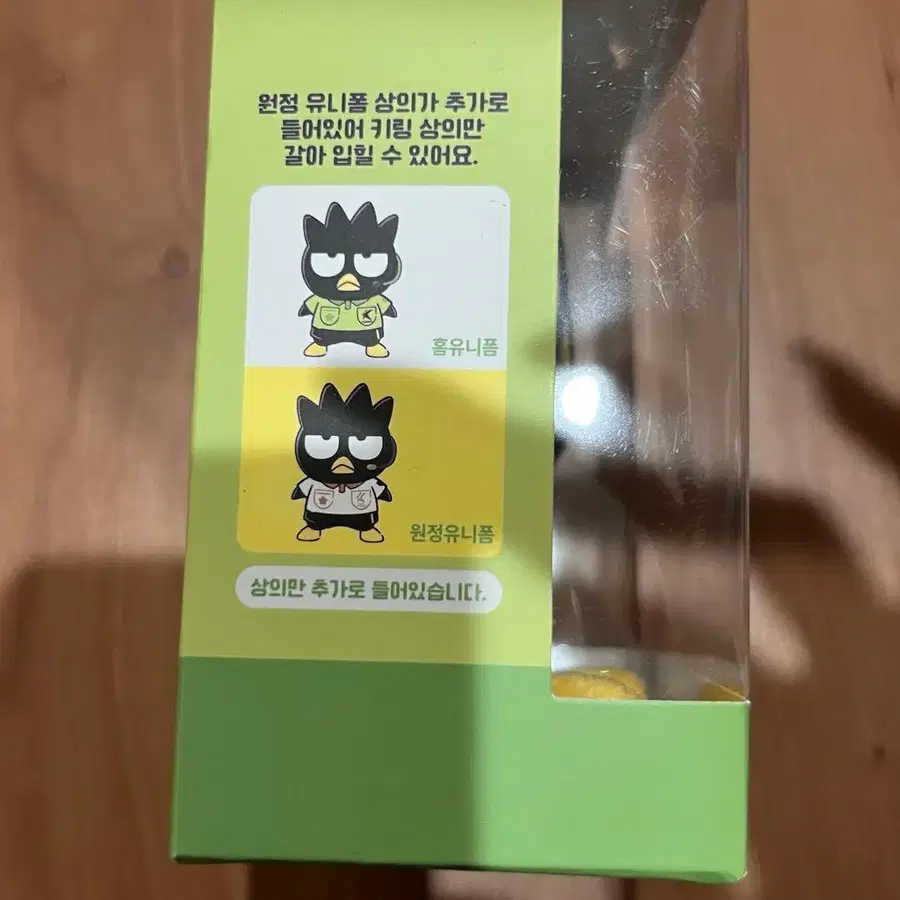 원정 유니폼 상의가 추가로
들어있어 키링 상의만
갈아 입힐 수 있어요.
홈유니폼
원정유니폼
상의만 추가로 들어있습니다.